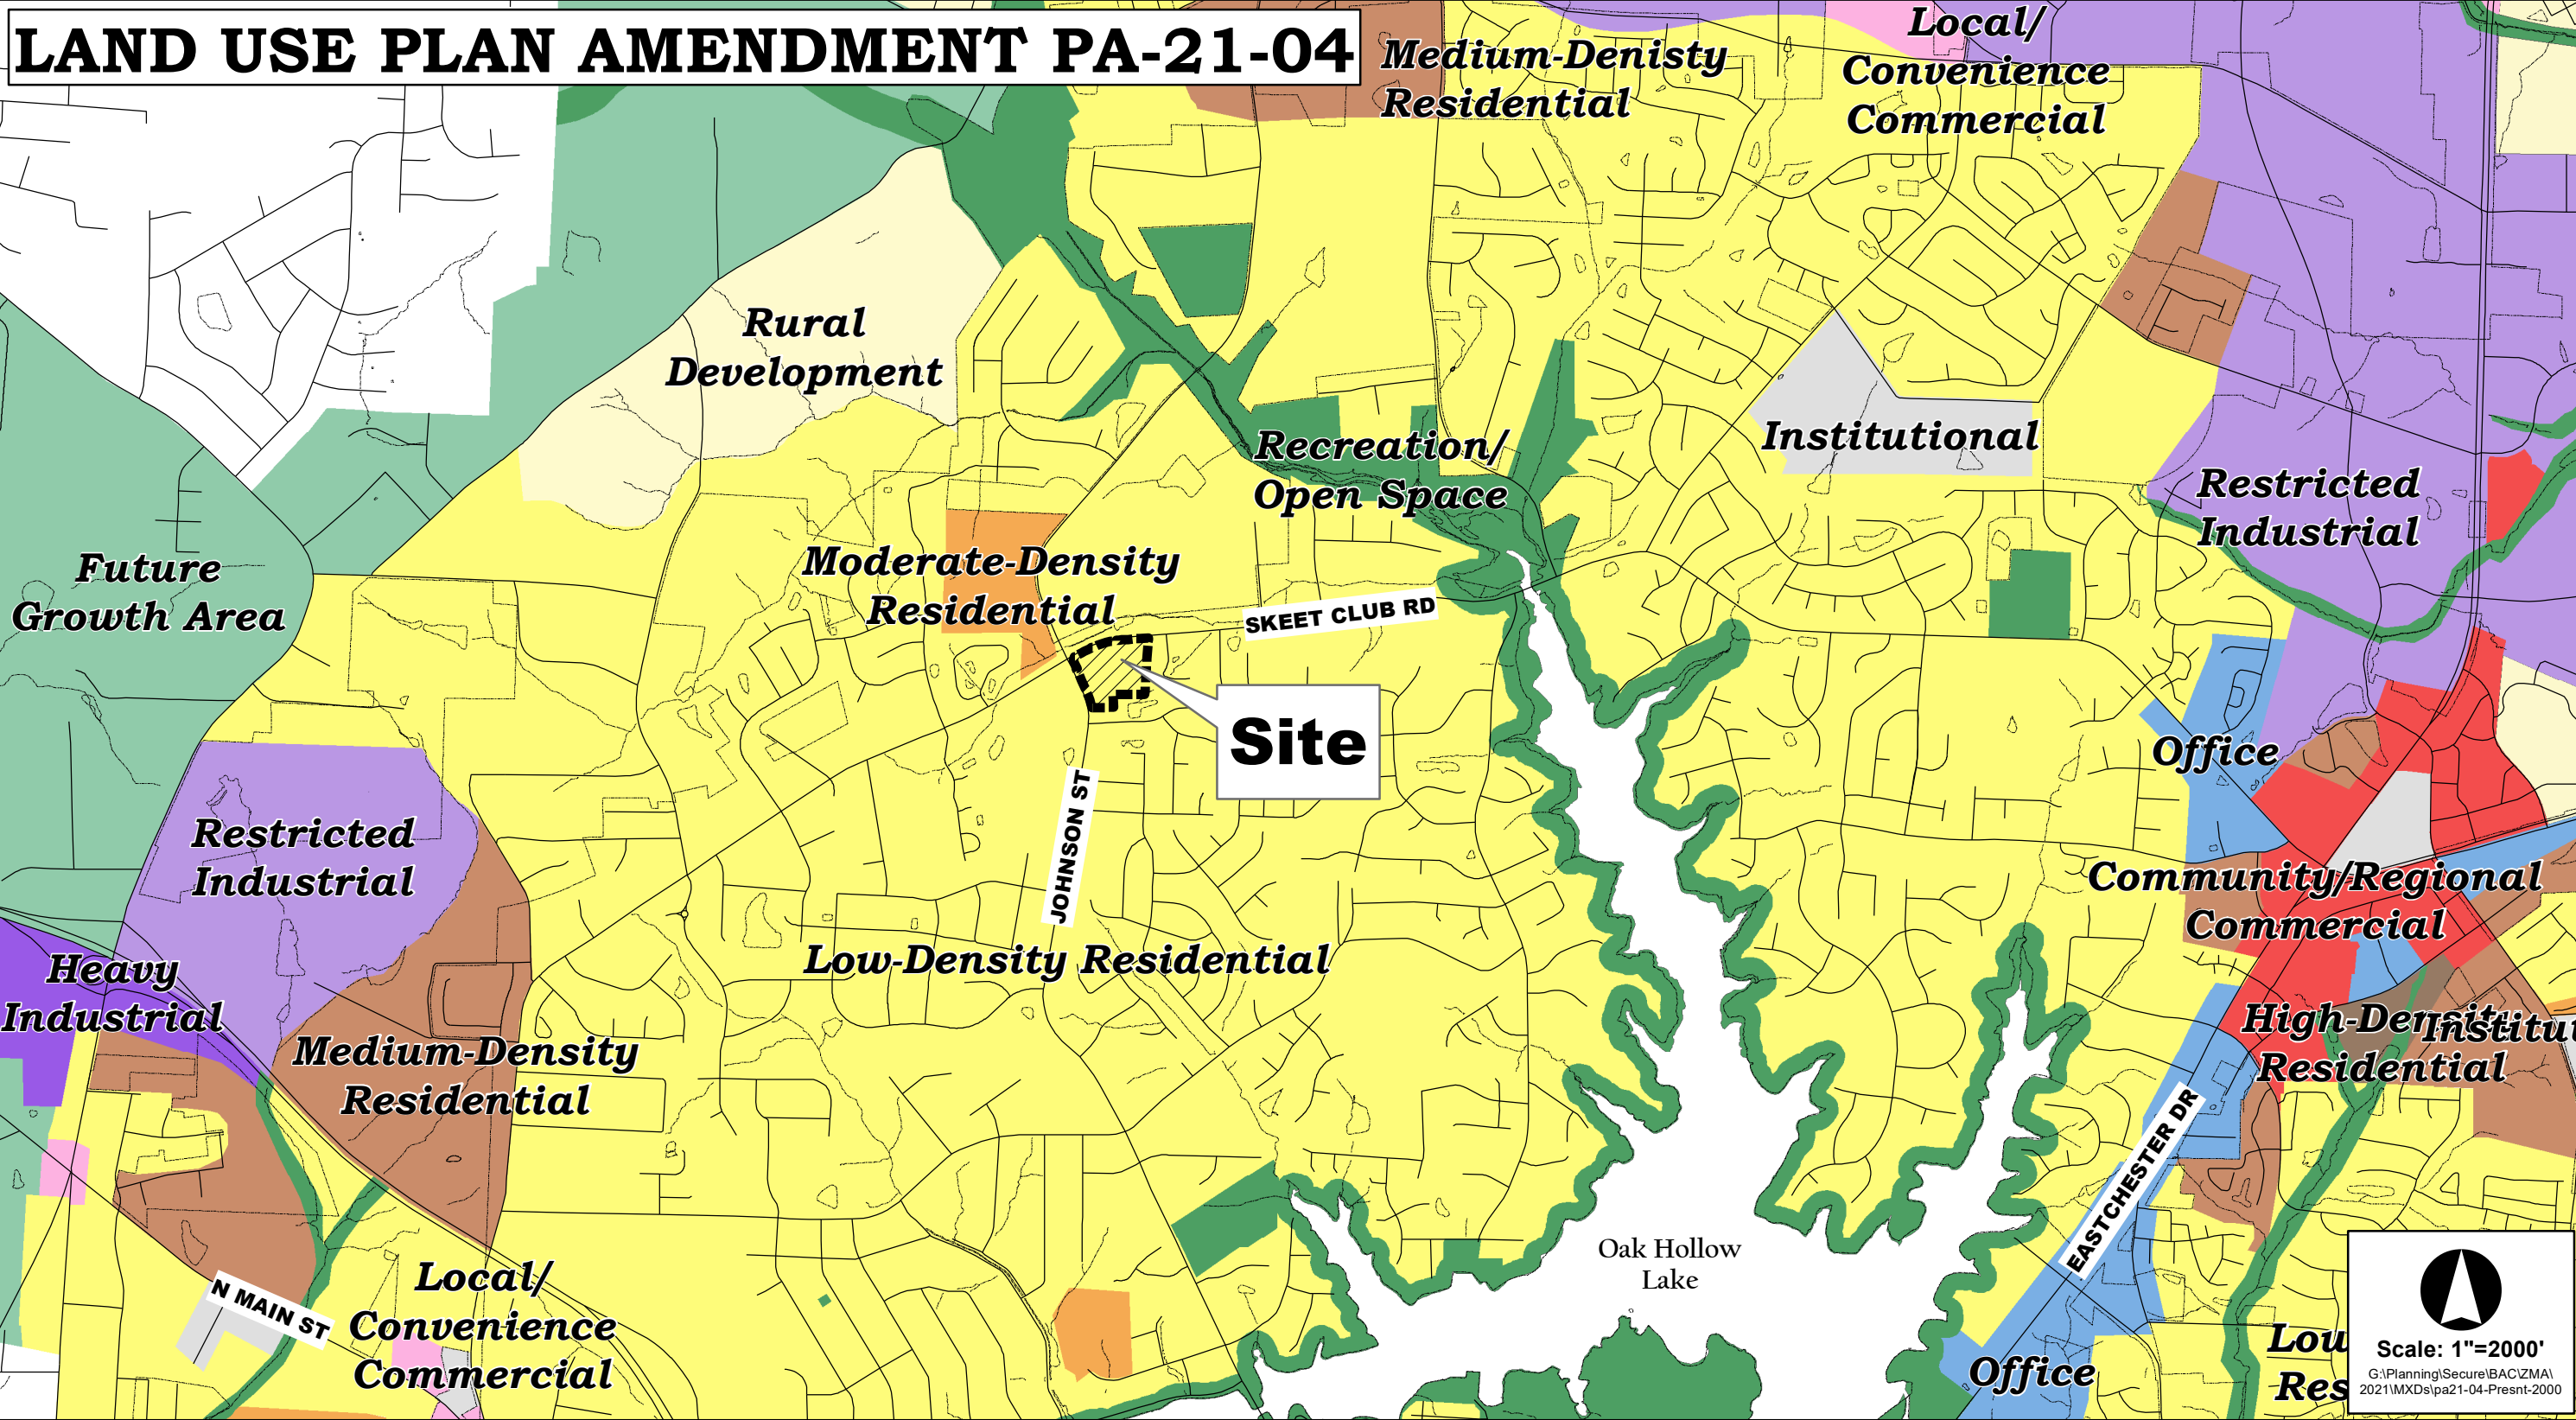 LAND USE PLAN AMENDMENT PA-21-04
Medium-Denisty
Residential
Local/
Convenience
Commercial
Rural
Development
Recreation/
Open Space
Institutional
Restricted
Industrial
Future
Growth Area
Moderate-Density
Residential
SKEET CLUB RD
Site
Office
JOHNSON ST
Restricted
Industrial
Community/Regional
Commercial
Low-Density Residential
Heavy
Industrial
High-Density
Residential
Institu
Medium-Density
Residential
EASTCHESTER DR
Oak Hollow
Lake
N MAIN ST
Local/
Convenience
Commercial
Office
Low
Res
Scale: 1"=2000'
G:\Planning\Secure\BAC\ZMA\
2021\MXDs\pa21-04-Presnt-2000